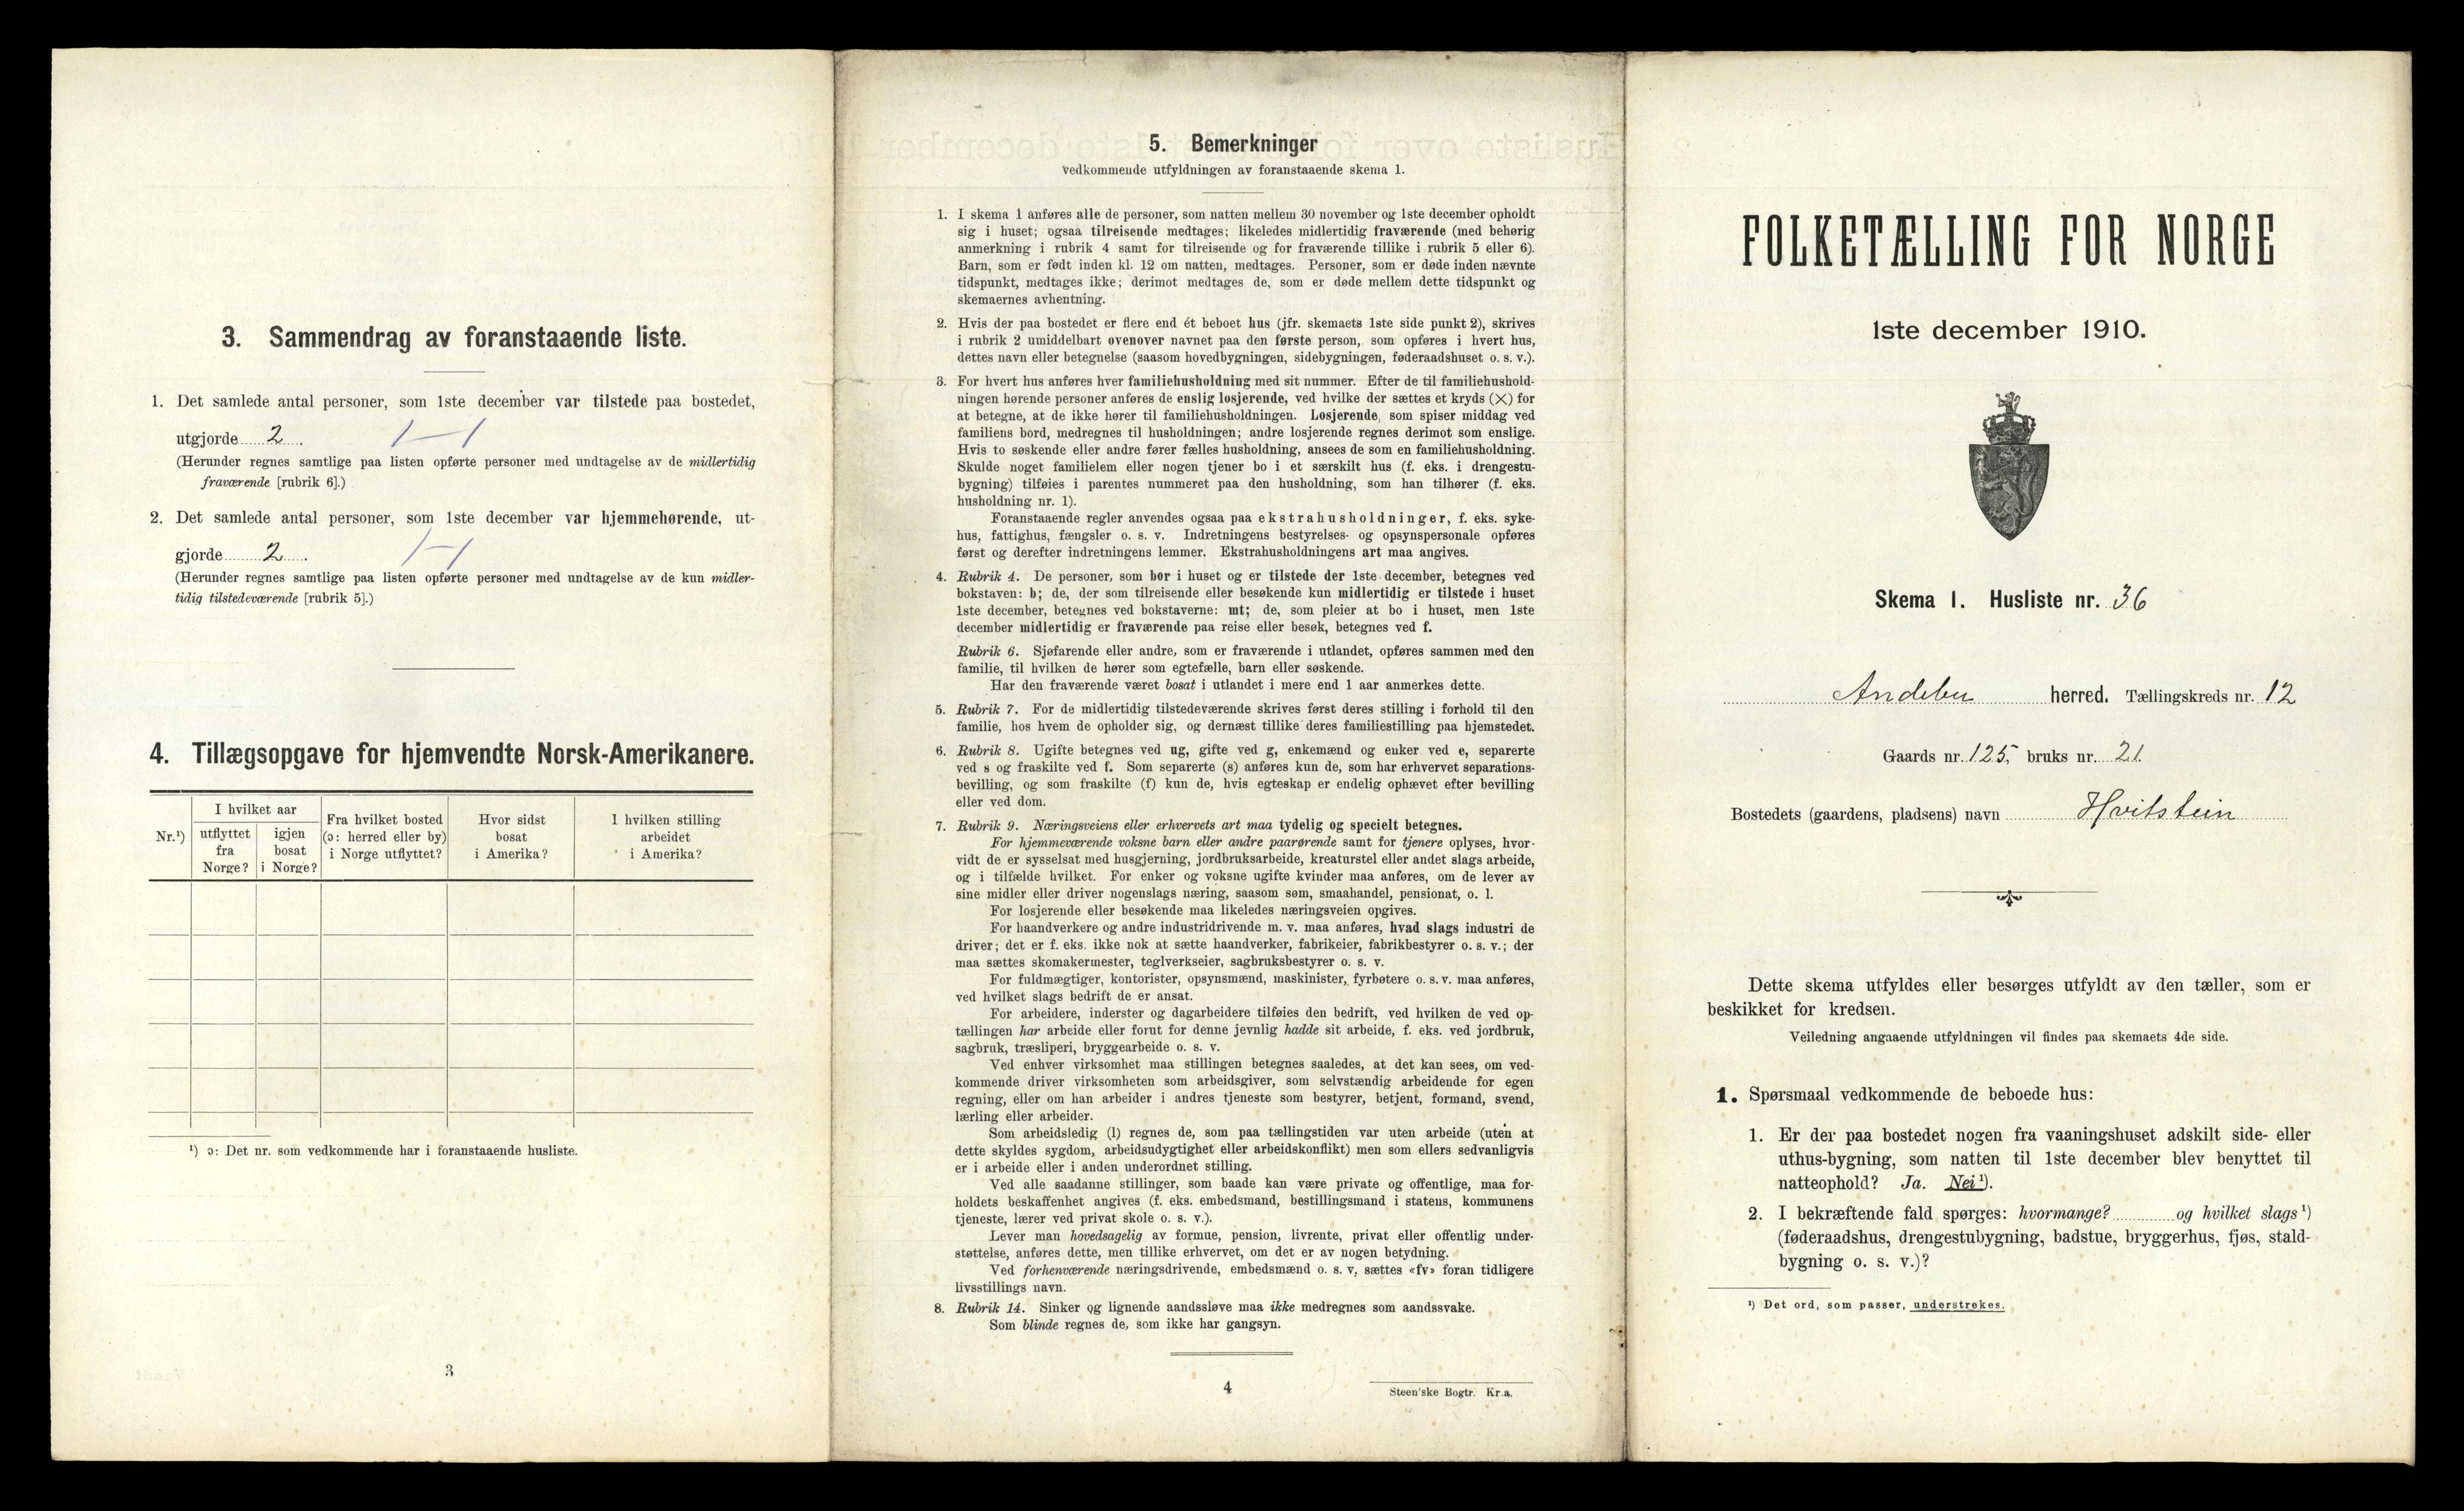 3. Sammendrag av foranstaaende liste.
1. Det samlede antal personer, som 1ste december var tilstede paa bostedet,
utgjorde 2. 1—1
(Herunder regnes samtlige paa listen opførte personer med undtagelse av de midlertidig
fraværende [rubrik 6].)
2. Det samlede antal personer, som 1ste december var hjemmehørende, ut-
gjorde 2. 1—1
(Herunder regnes samtlige paa listen opførte personer med undtagelse av de kun midler-
tidig tilstedeværende [rubrik 5].)
4. Tillægsopgave for hjemvendte Norsk-Amerikanere.
Nr.¹)
I hvilket aar
utflyttet
fra
Norge?
igjen
bosat
i Norge?
Fra hvilket bosted
(ɔ: herred eller by)
i Norge utflyttet?
Hvor sidst
bosat
i Amerika?
I hvilken stilling
arbeidet
i Amerika?
¹) ɔ: Det nr. som vedkommende har i foranstaaende husliste.
3
5. Bemerkninger
vedkommende utfyldningen av foranstaaende skema 1.
1. I skema 1 anføres alle de personer, som natten mellem 30 november og 1ste december opholdt
sig i huset; ogsaa tilreisende medtages; likeledes midlertidig fraværende (med behørig
anmerkning i rubrik 4 samt for tilreisende og for fraværende tillike i rubrik 5 eller 6).
Barn, som er født inden kl. 12 om natten, medtages. Personer, som er døde inden nævnte
tidspunkt, medtages ikke; derimot medtages de, som er døde mellem dette tidspunkt og
skemaernes avhentning.
2. Hvis der paa bostedet er flere end ét beboet hus (jfr. skemaets 1ste side punkt 2), skrives
i rubrik 2 umiddelbart ovenover navnet paa den første person, som opføres i hvert hus,
dettes navn eller betegnelse (saasom hovedbygningen, sidebygningen, føderaadshuset o. s. v.).
3. For hvert hus anføres hver familiehusholdning med sit nummer. Efter de til familiehushold-
ningen hørende personer anføres de enslig losjerende, ved hvilke der sættes et kryds (×) for
at betegne, at de ikke hører til familiehusholdningen. Losjerende, som spiser middag ved
familiens bord, medregnes til husholdningen; andre losjerende regnes derimot som enslige.
Hvis to søskende eller andre fører fælles husholdning, ansees de som en familiehusholdning.
Skulde noget familielem eller nogen tjener bo i et særskilt hus (f. eks. i drengestu-
bygning) tilføies i parentes nummeret paa den husholdning, som han tilhører (f. eks.
husholdning nr. 1).
Foranstaaende regler anvendes ogsaa paa ekstrahusholdninger, f. eks. syke-
hus, fattighus, fængsler o. s. v. Indretningens bestyrelses- og opsynspersonale opføres
først og derefter indretningens lemmer. Ekstrahusholdningens art maa angives.
4. Rubrik 4. De personer, som bor i huset og er tilstede der 1ste december, betegnes ved
bokstaven: b; de, der som tilreisende eller besøkende kun midlertidig er tilstede i huset
1ste december, betegnes ved bokstaverne: mt; de, som pleier at bo i huset, men 1ste
december midlertidig er fraværende paa reise eller besøk, betegnes ved f.
Rubrik 6. Sjøfarende eller andre, som er fraværende i utlandet, opføres sammen med den
familie, til hvilken de hører som egtefælle, barn eller søskende.
Har den fraværende været bosat i utlandet i mere end 1 aar anmerkes dette.
5. Rubrik 7. For de midlertidig tilstedeværende skrives først deres stilling i forhold til den
familie, hos hvem de opholder sig, og dernæst tillike deres familiestilling paa hjemstedet.
6. Rubrik 8. Ugifte betegnes ved ug, gifte ved g, enkemænd og enker ved e, separerte
ved s og fraskilte ved f. Som separerte (s) anføres kun de, som har erhvervet separations-
bevilling, og som fraskilte (f) kun de, hvis egteskap er endelig ophævet efter bevilling
eller ved dom.
7. Rubrik 9. Næringsveiens eller erhvervets art maa tydelig og specielt betegnes.
For hjemmeværende voksne barn eller andre paarørende samt for tjenere oplyses, hvor-
vidt de er sysselsat med husgjerning, jordbruksarbeide, kreaturstel eller andet slags arbeide,
og i tilfælde hvilket. For enker og voksne ugifte kvinder maa anføres, om de lever av
sine midler eller driver nogenslags næring, saasom søm, smaahandel, pensionat, o. l.
For losjerende eller besøkende maa likeledes næringsveien opgives.
For haandverkere og andre industridrivende m. v. maa anføres, hvad slags industri de
driver; det er f. eks. ikke nok at sætte haandverker, fabrikeier, fabrikbestyrer o. s. v.; der
maa sættes skomakermester, teglverkseier, sagbruksbestyrer o. s. v.
For fuldmægtiger, kontorister, opsynsmænd, maskinister, fyrbøtere o. s. v. maa anføres,
ved hvilket slags bedrift de er ansat.
For arbeidere, inderster og dagarbeidere tilføies den bedrift, ved hvilken de ved op-
tællingen har arbeide eller forut for denne jevnlig hadde sit arbeide, f. eks. ved jordbruk,
sagbruk, træsliperi, bryggearbeide o. s. v.
Ved enhver virksomhet maa stillingen betegnes saaledes, at det kan sees, om ved-
kommende driver virksomheten som arbeidsgiver, som selvstændig arbeidende for egen
regning, eller om han arbeider i andres tjeneste som bestyrer, betjent, formand, svend,
lærling eller arbeider.
Som arbeidsledig (l) regnes de, som paa tællingstiden var uten arbeide (uten at
dette skyldes sygdom, arbeidsudygtighet eller arbeidskonflikt) men som ellers sedvanligvis
er i arbeide eller i anden underordnet stilling.
Ved alle saadanne stillinger, som baade kan være private og offentlige, maa for-
holdets beskaffenhet angives (f. eks. embedsmand, bestillingsmand i statens, kommunens
tjeneste, lærer ved privat skole o. s. v.).
Lever man hovedsagelig av formue, pension, livrente, privat eller offentlig under-
støttelse, anføres dette, men tillike erhvervet, om det er av nogen betydning.
Ved forhenværende næringsdrivende, embedsmænd o. s. v. sættes «fv» foran tidligere
livsstillings navn.
8. Rubrik 14. Sinker og lignende aandssløve maa ikke medregnes som aandssvake.
Som blinde regnes de, som ikke har gangsyn.
4
Steen'ske Bogtr. Kr.a.
FOLKETÆLLING FOR NORGE
1ste december 1910.
Skema 1. Husliste nr. 36
Andebu herred. Tællingskreds nr. 12
Gaards nr. 125, bruks nr. 21.
Bostedets (gaardens, pladsens) navn Hvitstein
Dette skema utfyldes eller besørges utfyldt av den tæller, som er
beskikket for kredsen.
Veiledning angaaende utfyldningen vil findes paa skemaets 4de side.
1. Spørsmaal vedkommende de beboede hus:
1. Er der paa bostedet nogen fra vaaningshuset adskilt side- eller
uthus-bygning, som natten til 1ste december blev benyttet til
natteophold? Ja. Nei¹).
2. I bekræftende fald spørges: hvormange? og hvilket slags¹)
(føderaadshus, drengestubygning, badstue, bryggerhus, fjøs, stald-
bygning o. s. v.)?
¹) Det ord, som passer, understrekes.